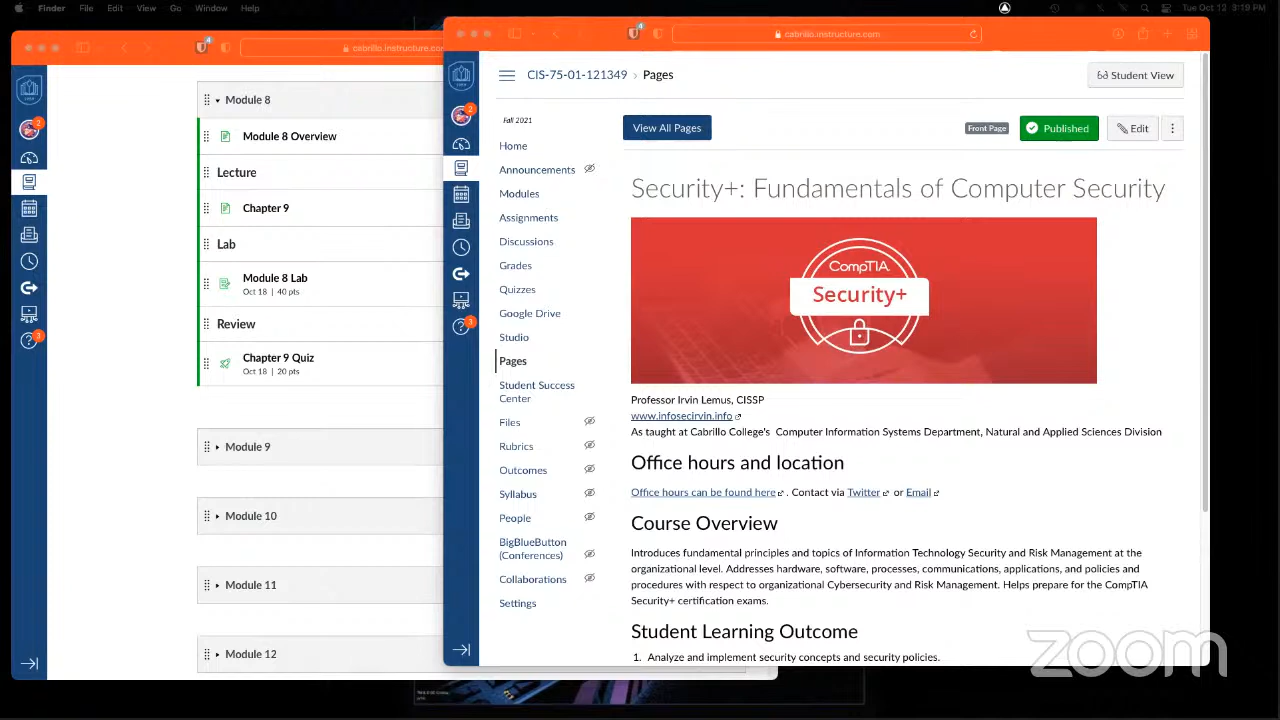 Finder File Edit View Go Window Help
Tue Oct 12 3:19 PM
4
cabrillo.instructure.com
4
cabrillo.instructure.com
2
3
Module 8
Module 8 Overview
Lecture
Chapter 9
Lab
Module 8 Lab
Oct 18 | 40 pts
Review
Chapter 9 Quiz
Oct 18 | 20 pts
Module 9
Module 10
Module 11
Module 12
2
3
CIS-75-01-121349 › Pages
Student View
Fall 2021
Home
Announcements
Modules
Assignments
Discussions
Grades
Quizzes
Google Drive
Studio
Pages
Student Success
Center
Files
Rubrics
Outcomes
Syllabus
People
BigBlueButton
(Conferences)
Collaborations
Settings
View All Pages
Front Page
Published
Edit
Security+: Fundamentals of Computer Security
CompTIA
Security+
Professor Irvin Lemus, CISSP
www.infosecirvin.info
As taught at Cabrillo College's Computer Information Systems Department, Natural and Applied Sciences Division
Office hours and location
Office hours can be found here . Contact via Twitter or Email
Course Overview
Introduces fundamental principles and topics of Information Technology Security and Risk Management at the
organizational level. Addresses hardware, software, processes, communications, applications, and policies and
procedures with respect to organizational Cybersecurity and Risk Management. Helps prepare for the CompTIA
Security+ certification exams.
Student Learning Outcome
1. Analyze and implement security concepts and security policies.
zoom